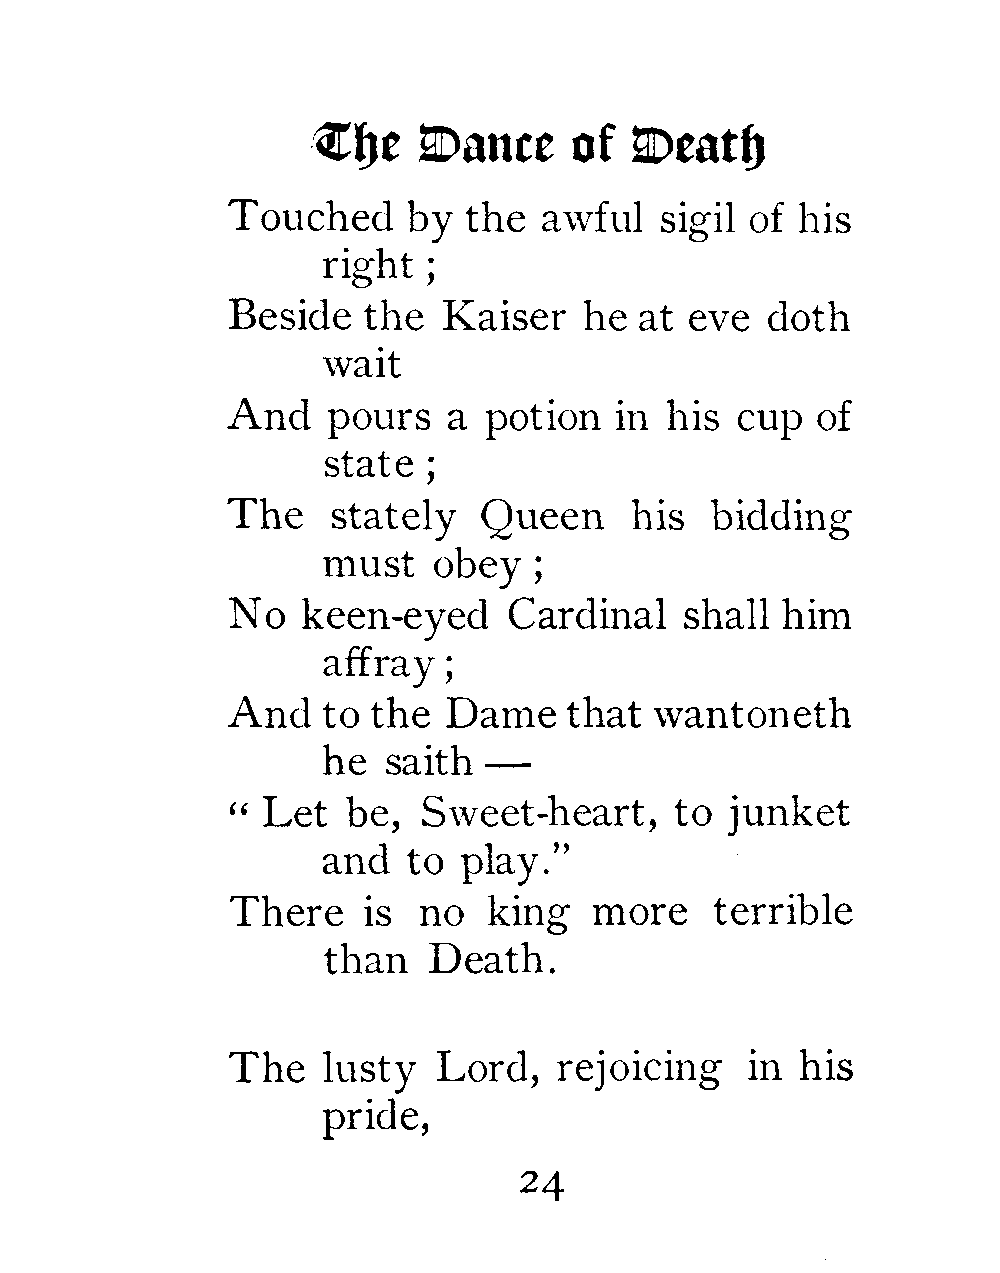 The Dance of Death
Touched by the awful sigil of his
right ;
Beside the Kaiser he at eve doth
wait
And pours a potion in his cup of
state ;
The stately Queen his bidding
must obey ;
No keen-eyed Cardinal shall him
affray ;
And to the Dame that wantoneth
he saith —
“ Let be, Sweet-heart, to junket
and to play.”
There is no king more terrible
than Death.
The lusty Lord, rejoicing in his
pride,
24